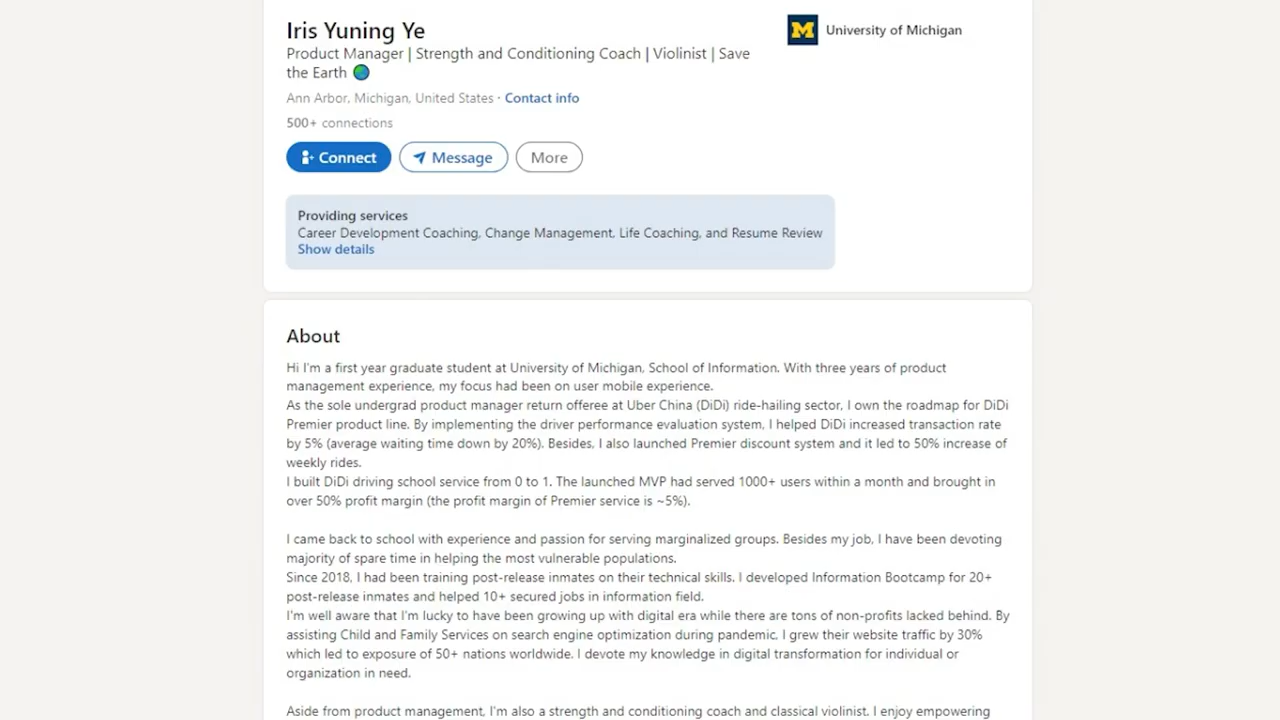 Iris Yuning Ye
University of Michigan
Product Manager | Strength and Conditioning Coach | Violinist | Save
the Earth
Ann Arbor, Michigan, United States · Contact info
500+ connections
Connect
Message
More
Providing services
Career Development Coaching, Change Management, Life Coaching, and Resume Review
Show details
About
Hi I'm a first year graduate student at University of Michigan, School of Information. With three years of product
management experience, my focus had been on user mobile experience.
As the sole undergrad product manager return offeree at Uber China (DiDi) ride-hailing sector, I own the roadmap for DiDi
Premier product line. By implementing the driver performance evaluation system, I helped DiDi increased transaction rate
by 5% (average waiting time down by 20%). Besides, I also launched Premier discount system and it led to 50% increase of
weekly rides.
I built DiDi driving school service from 0 to 1. The launched MVP had served 1000+ users within a month and brought in
over 50% profit margin (the profit margin of Premier service is ~5%).
I came back to school with experience and passion for serving marginalized groups. Besides my job, I have been devoting
majority of spare time in helping the most vulnerable populations.
Since 2018, I had been training post-release inmates on their technical skills. I developed Information Bootcamp for 20+
post-release inmates and helped 10+ secured jobs in information field.
I'm well aware that I'm lucky to have been growing up with digital era while there are tons of non-profits lacked behind. By
assisting Child and Family Services on search engine optimization during pandemic. I grew their website traffic by 30%
which led to exposure of 50+ nations worldwide. I devote my knowledge in digital transformation for individual or
organization in need.
Aside from product management, I'm also a strength and conditioning coach and classical violinist. I enjoy empowering